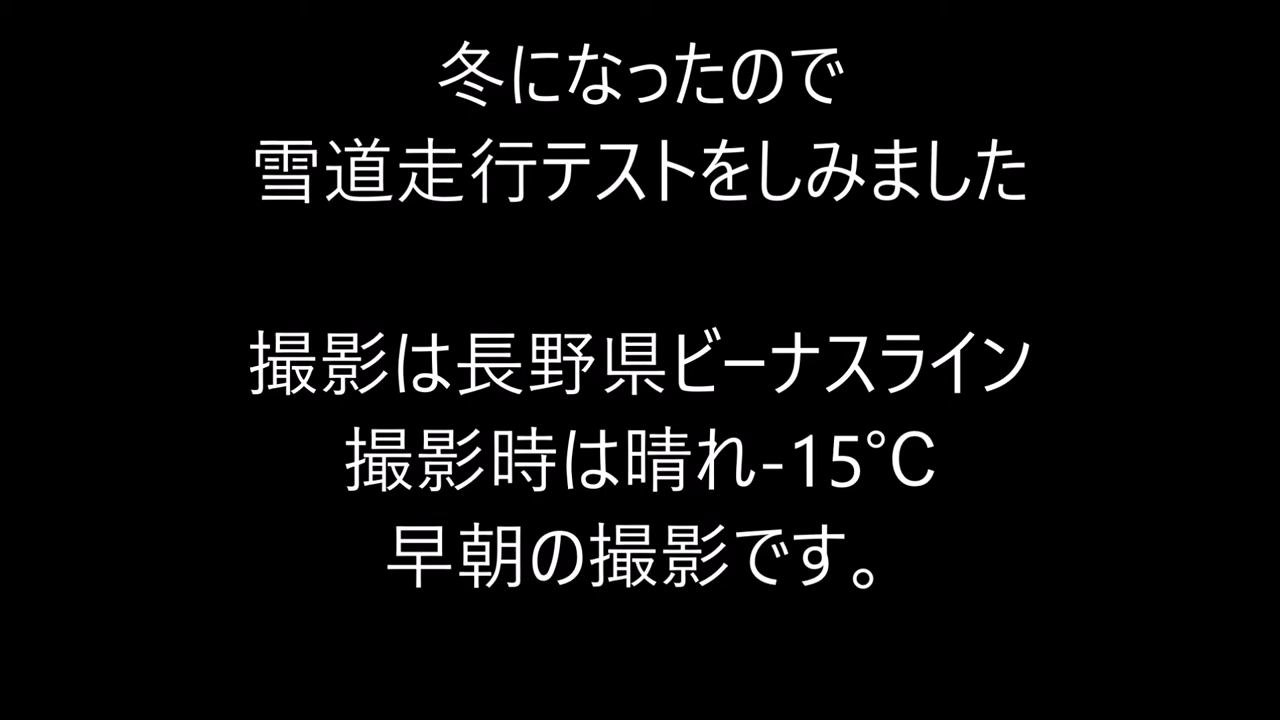 冬になったので
雪道走行テストをしみました
撮影は長野県ビーナスライン
撮影時は晴れ-15℃
早朝の撮影です。